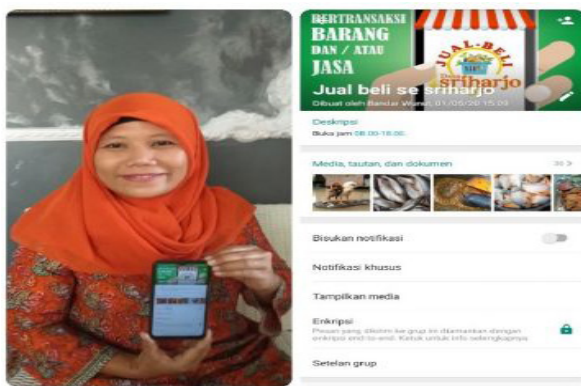 BERTRANSAKSI
BARANG
DAN / ATAU
JASA
JUAL-BELI
sriharjo
Jual beli se sriharjo
Dibuat oleh Bandar Wunut, 01/05/20 15.03
Deskripsi
Buka jam 08.00-18.00.
Media, tautan, dan dokumen
Bisukan notifikasi
Notifikasi khusus
Tampilkan media
Enkripsi
Pesan yang dikirim ke grup ini diamankan dengan
enkripsi end-to-end. Ketuk untuk info selengkapnya.
Setelan grup